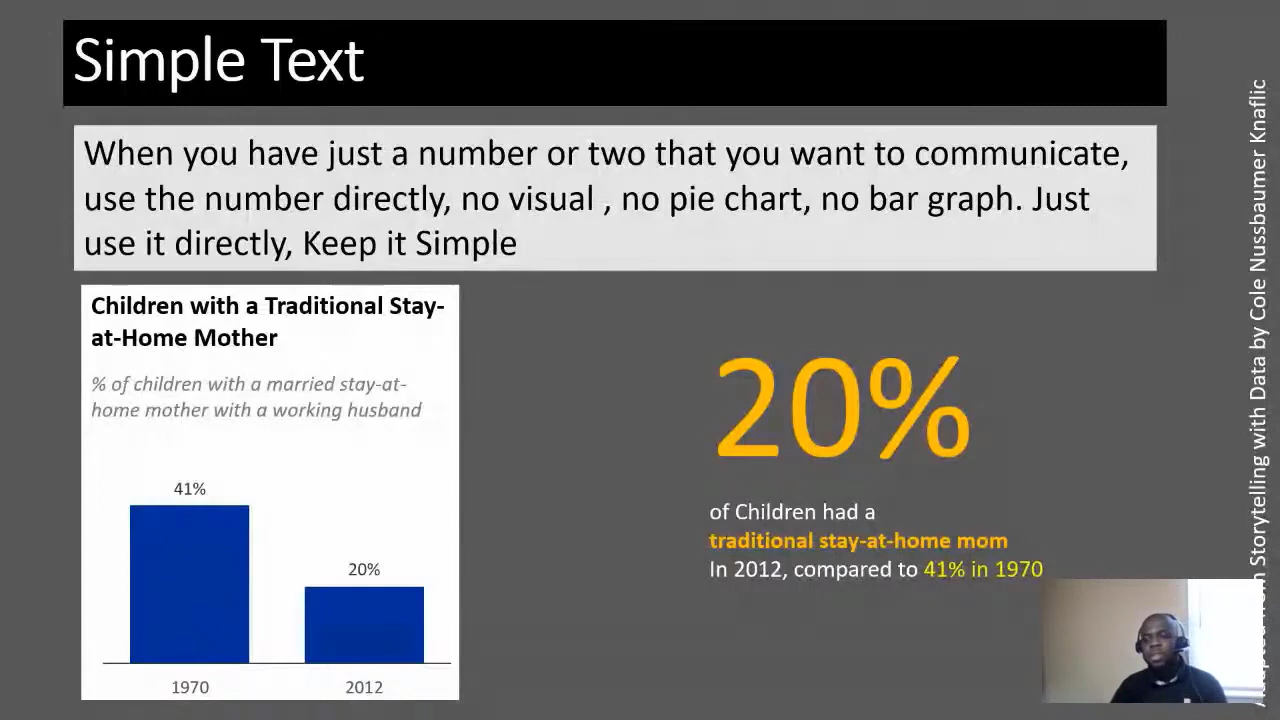 Simple Text
When you have just a number or two that you want to communicate,
use the number directly, no visual , no pie chart, no bar graph. Just
use it directly, Keep it Simple
Children with a Traditional Stay-
at-Home Mother
% of children with a married stay-at-
home mother with a working husband
41%
20%
1970
2012
20%
of Children had a
traditional stay-at-home mom
In 2012, compared to 41% in 1970
Adapted from Storytelling with Data by Cole Nussbaumer Knaflic